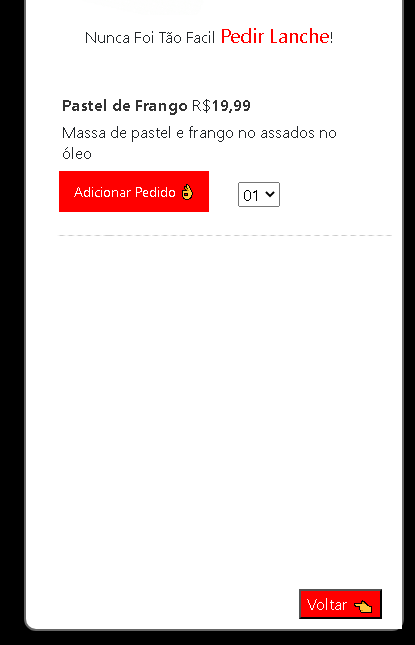 Nunca Foi Tão Facil Pedir Lanche!
Pastel de Frango R$19,99
Massa de pastel e frango no assados no
óleo
Adicionar Pedido 👌
01
Voltar 👈